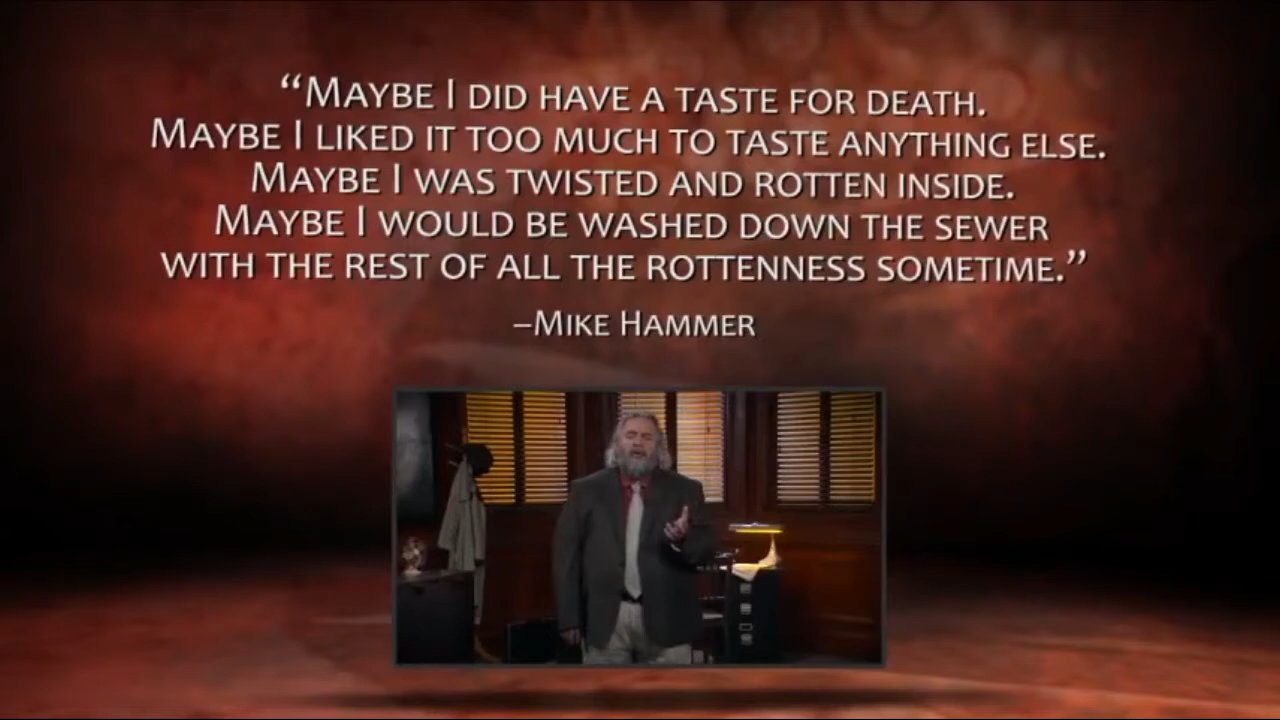 “Maybe I did have a taste for death.
Maybe I liked it too much to taste anything else.
Maybe I was twisted and rotten inside.
Maybe I would be washed down the sewer
with the rest of all the rottenness sometime.”
–Mike Hammer